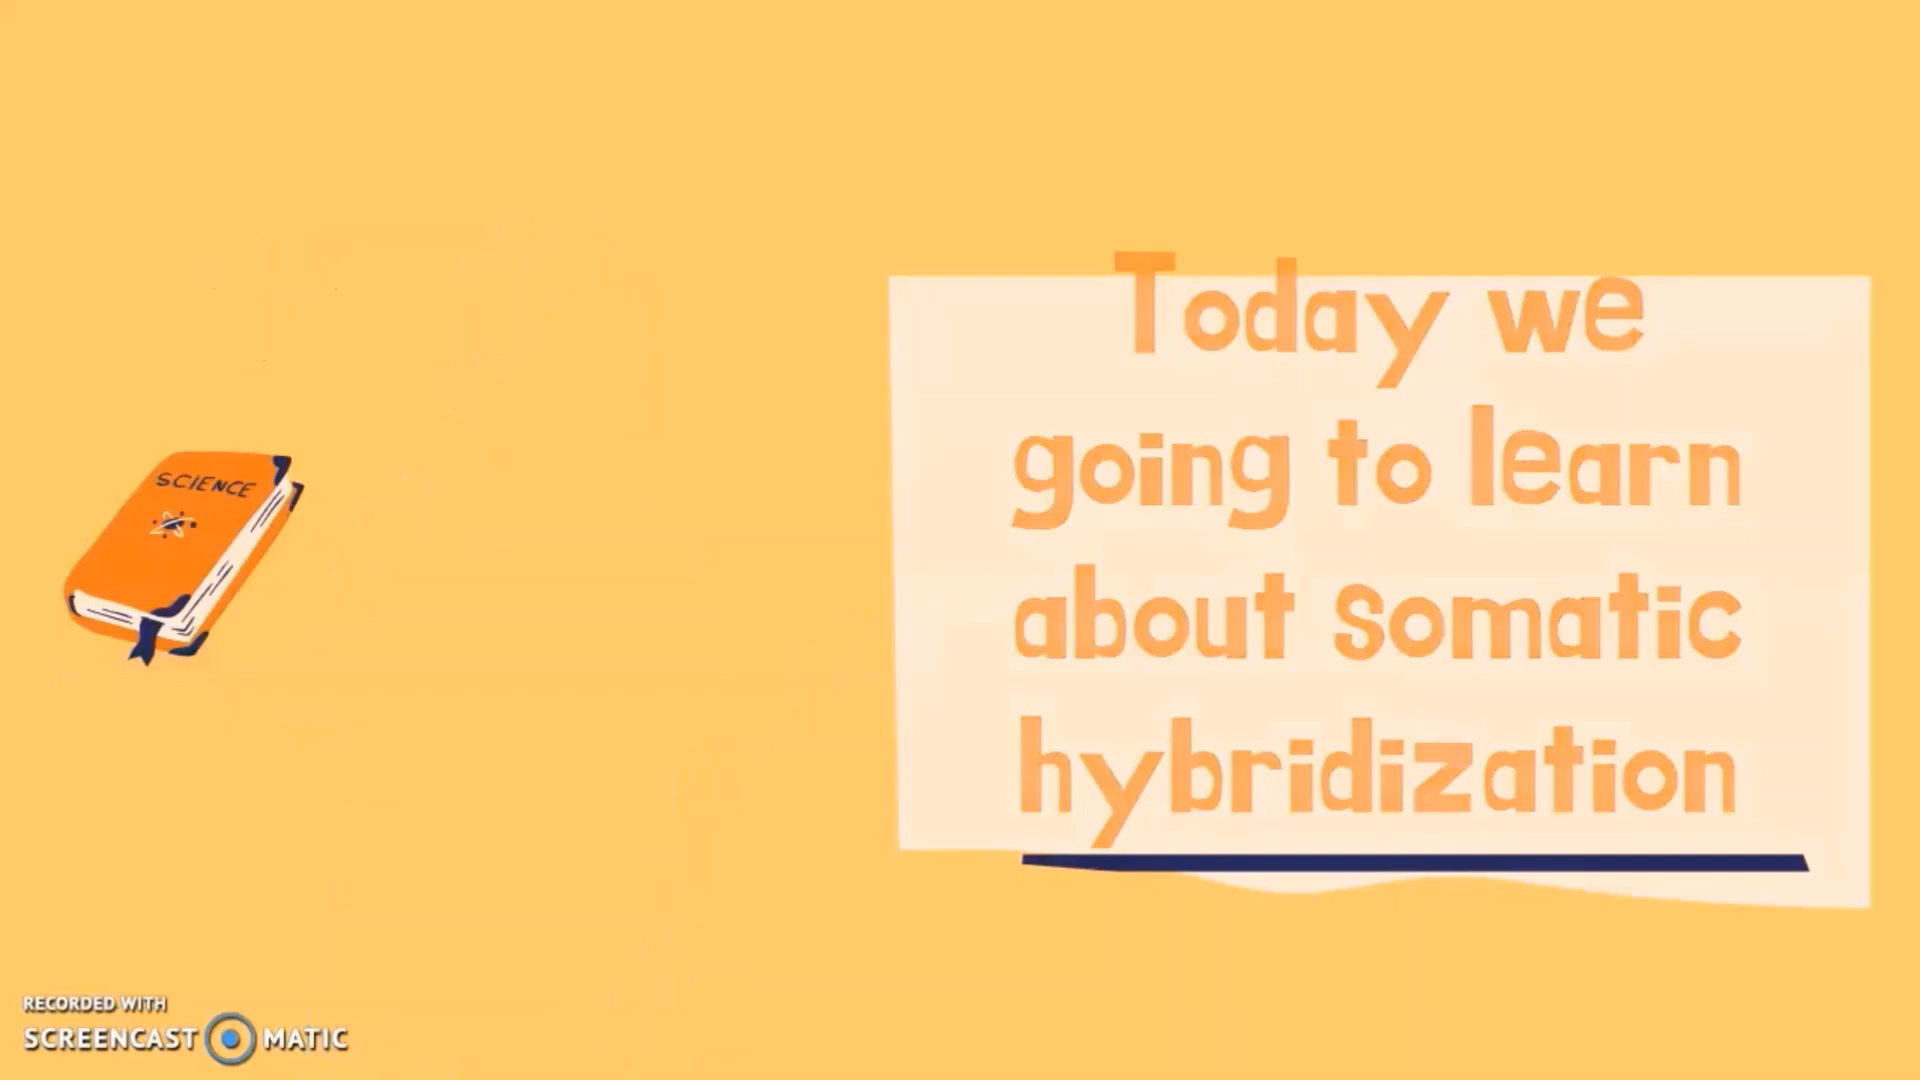 SCIENCE
Today we
going to learn
about somatic
hybridization
RECORDED WITH
SCREENCAST MATIC